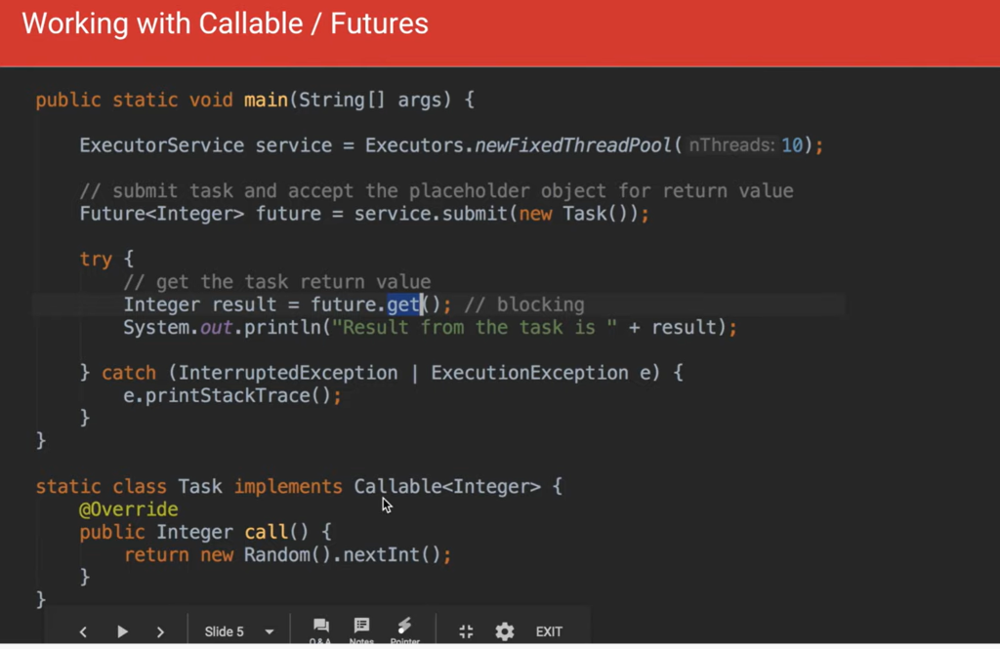 Working with Callable / Futures
public static void main(String[] args) {
ExecutorService service = Executors.newFixedThreadPool( nThreads: 10);
// submit task and accept the placeholder object for return value
Future<Integer> future = service.submit(new Task());
try {
// get the task return value
Integer result = future.get(); // blocking
System.out.println("Result from the task is " + result);
} catch (InterruptedException | ExecutionException e) {
e.printStackTrace();
}
}
static class Task implements Callable<Integer> {
@Override
public Integer call() {
return new Random().nextInt();
}
}
Slide 5 Q&A Notes Pointer EXIT